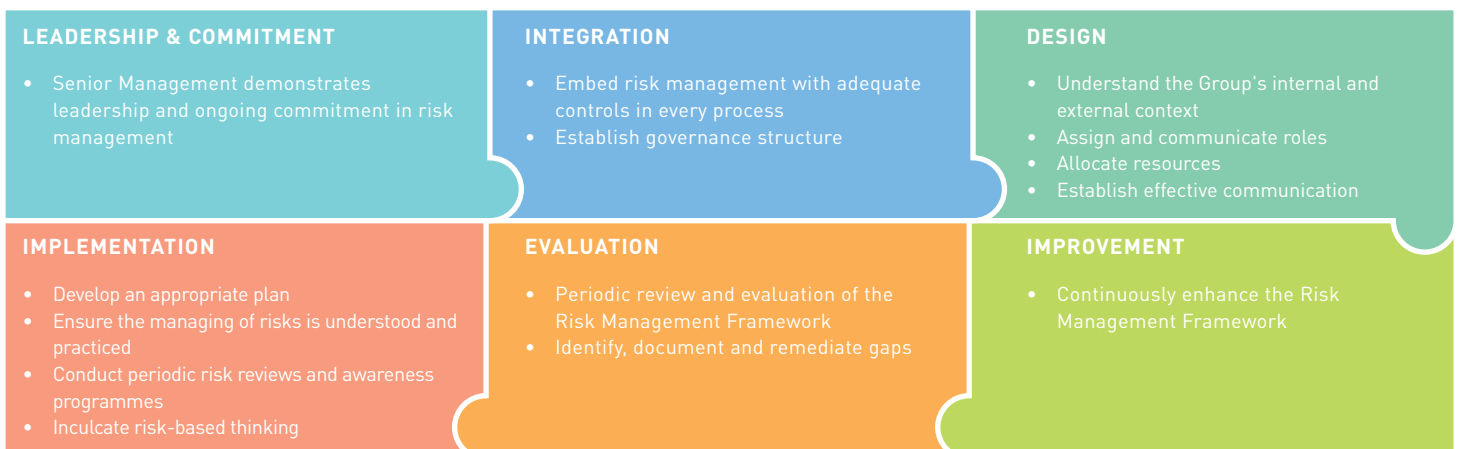 LEADERSHIP & COMMITMENT
• Senior Management demonstrates
leadership and ongoing commitment in risk
management
INTEGRATION
• Embed risk management with adequate
controls in every process
• Establish governance structure
DESIGN
• Understand the Group's internal and
external context
• Assign and communicate roles
• Allocate resources
• Establish effective communication
IMPLEMENTATION
• Develop an appropriate plan
• Ensure the managing of risks is understood and
practiced
• Conduct periodic risk reviews and awareness
programmes
• Inculcate risk-based thinking
EVALUATION
• Periodic review and evaluation of the
Risk Management Framework
• Identify, document and remediate gaps
IMPROVEMENT
• Continuously enhance the Risk
Management Framework